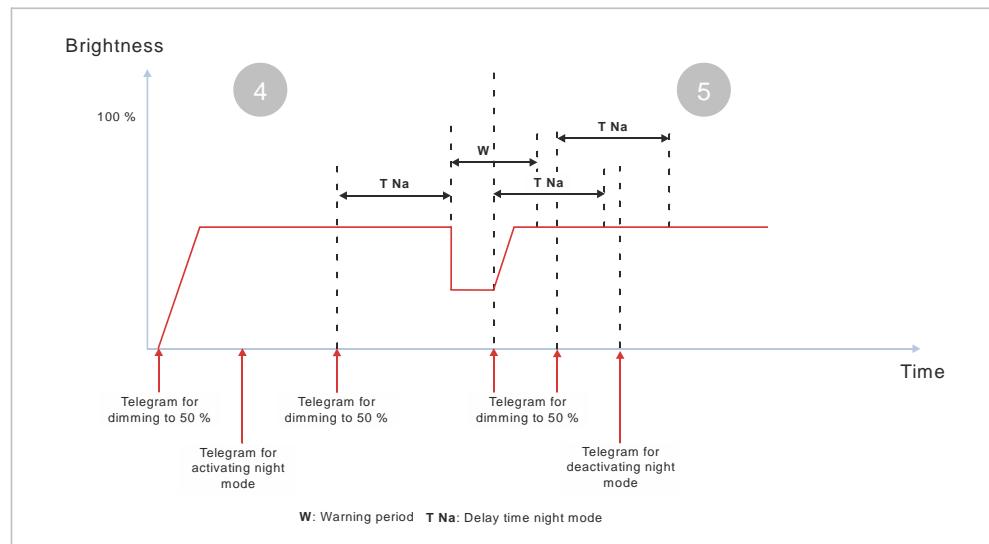 Brightness
4
5
100 %
T Na
W
T Na
T Na
Time
Telegram for
dimming to 50 %
Telegram for
dimming to 50 %
Telegram for
dimming to 50 %
Telegram for
activating night
mode
Telegram for
deactivating night
mode
W: Warning period T Na: Delay time night mode